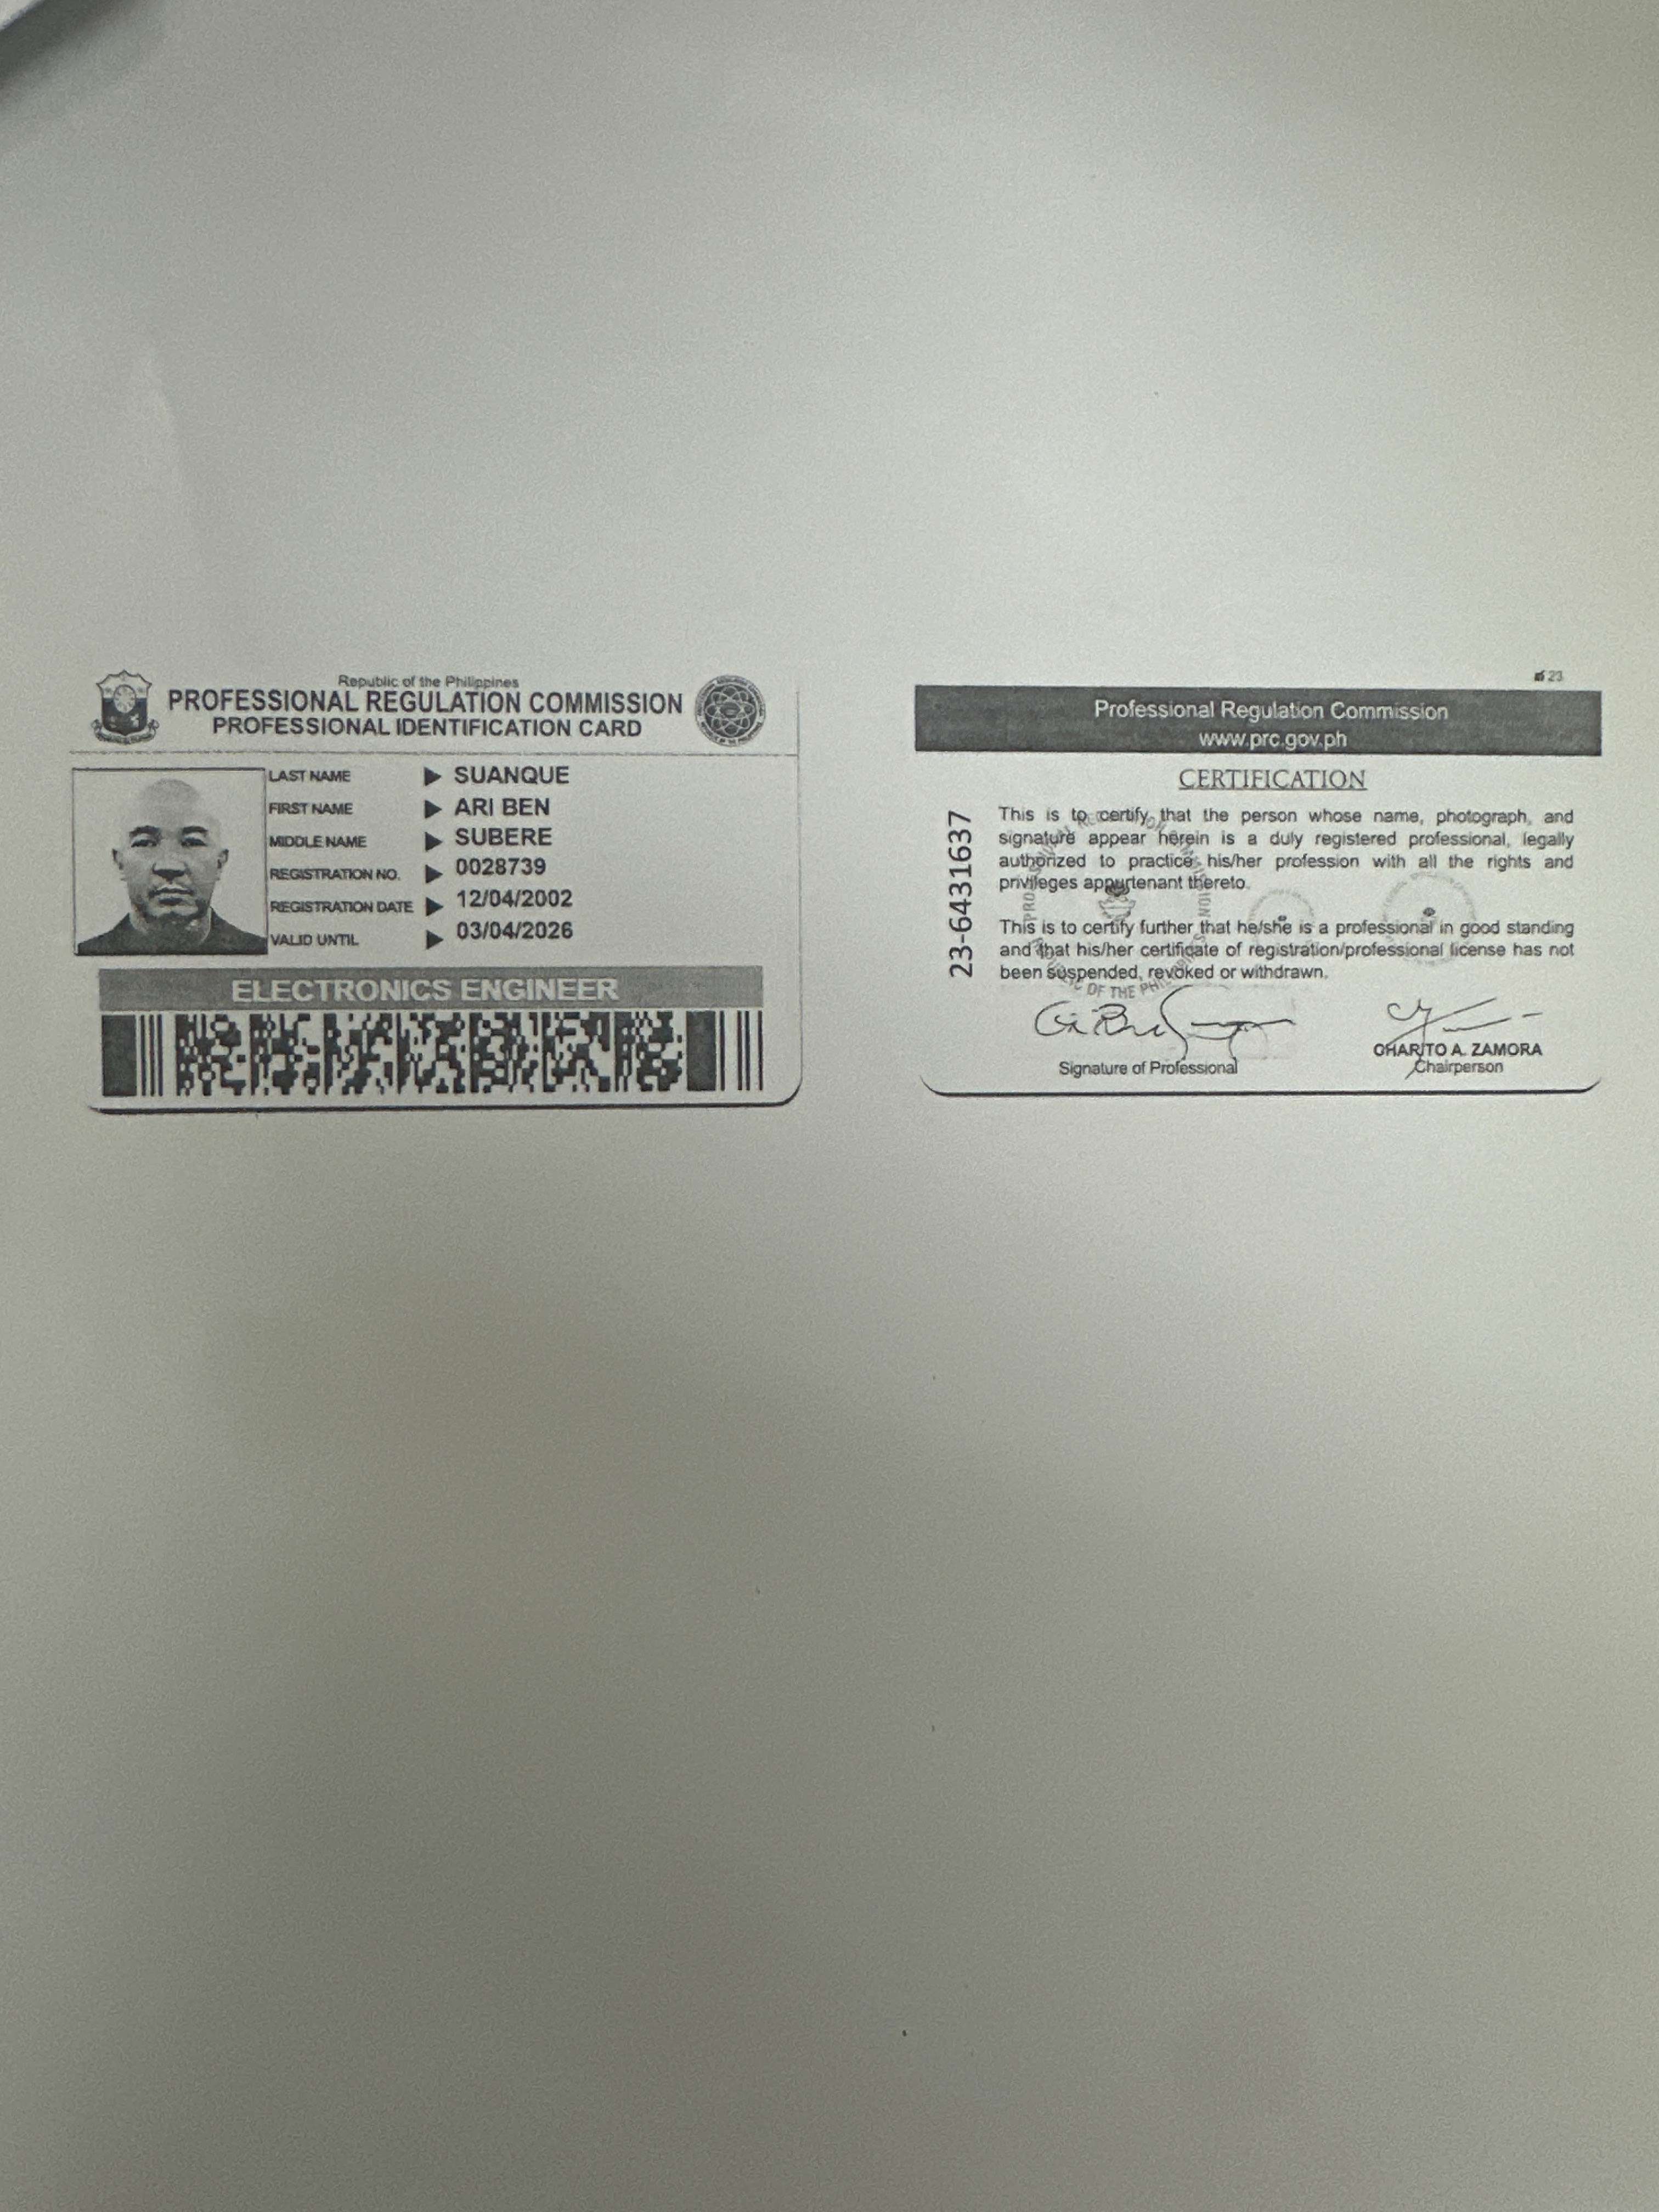 Republic of the Philippines
PROFESSIONAL REGULATION COMMISSION
PROFESSIONAL IDENTIFICATION CARD
LAST NAME ▶ SUANQUE
FIRST NAME ▶ ARI BEN
MIDDLE NAME ▶ SUBERE
REGISTRATION NO. ▶ 0028739
REGISTRATION DATE ▶ 12/04/2002
VALID UNTIL ▶ 03/04/2026
ELECTRONICS ENGINEER
23
Professional Regulation Commission
www.prc.gov.ph
CERTIFICATION
This is to certify that the person whose name, photograph, and
signature appear herein is a duly registered professional, legally
authorized to practice his/her profession with all the rights and
privileges appurtenant thereto.
This is to certify further that he/she is a professional in good standing
and that his/her certificate of registration/professional license has not
been suspended, revoked or withdrawn.
OF THE
Signature of Professional
CHARITO A. ZAMORA
Chairperson
23-6431637